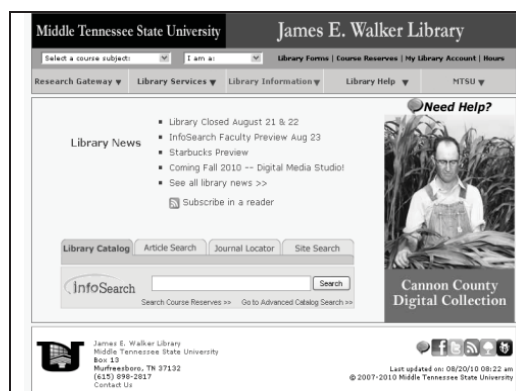 Middle Tennessee State University
James E. Walker Library
Select a course subject:
I am a:
Library Forms | Course Reserves | My Library Account | Hours
Research Gateway ▼
Library Services ▼
Library Information ▼
Library Help ▼
MTSU ▼
Need Help?
Library News
▪ Library Closed August 21 & 22
▪ InfoSearch Faculty Preview Aug 23
▪ Starbucks Preview
▪ Coming Fall 2010 -- Digital Media Studio!
▪ See all library news >>
Subscribe in a reader
Library Catalog
Article Search
Journal Locator
Site Search
InfoSearch
Search
Search Course Reserves >>
Go to Advanced Catalog Search >>
Cannon County
Digital Collection
James E. Walker Library
Middle Tennessee State University
Box 13
Murfreesboro, TN 37132
(615) 898-2817
Contact Us
Last updated on: 08/20/10 08:22 am
© 2007-2010 Middle Tennessee State University